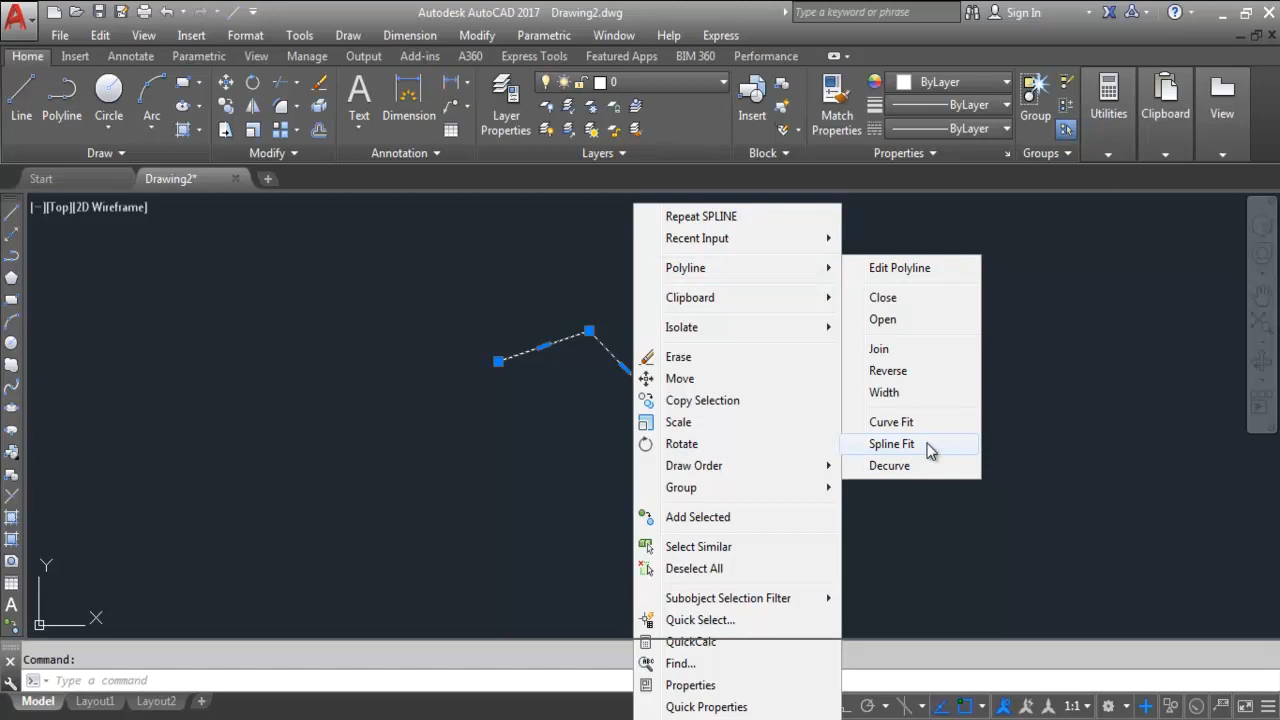 Autodesk AutoCAD 2017 Drawing2.dwg
Type a keyword or phrase
Sign In
File Edit View Insert Format Tools Draw Dimension Modify Parametric Window Help Express
Home Insert Annotate Parametric View Manage Output Add-ins A360 Express Tools Featured Apps BIM 360 Performance
Line
Polyline
Circle
Arc
Draw
Modify
Text
Dimension
Annotation
Layer
Properties
0
Layers
Insert
Block
Match
Properties
ByLayer
ByLayer
ByLayer
Properties
Group
Groups
Utilities
Clipboard
View
Start
Drawing2*
[−][Top][2D Wireframe]
Repeat SPLINE
Recent Input
Polyline
Clipboard
Isolate
Erase
Move
Copy Selection
Scale
Rotate
Draw Order
Group
Add Selected
Select Similar
Deselect All
Subobject Selection Filter
Quick Select...
QuickCalc
Find...
Properties
Quick Properties
Edit Polyline
Close
Open
Join
Reverse
Width
Curve Fit
Spline Fit
Decurve
Y
X
Command:
Type a command
Model Layout1 Layout2
1:1